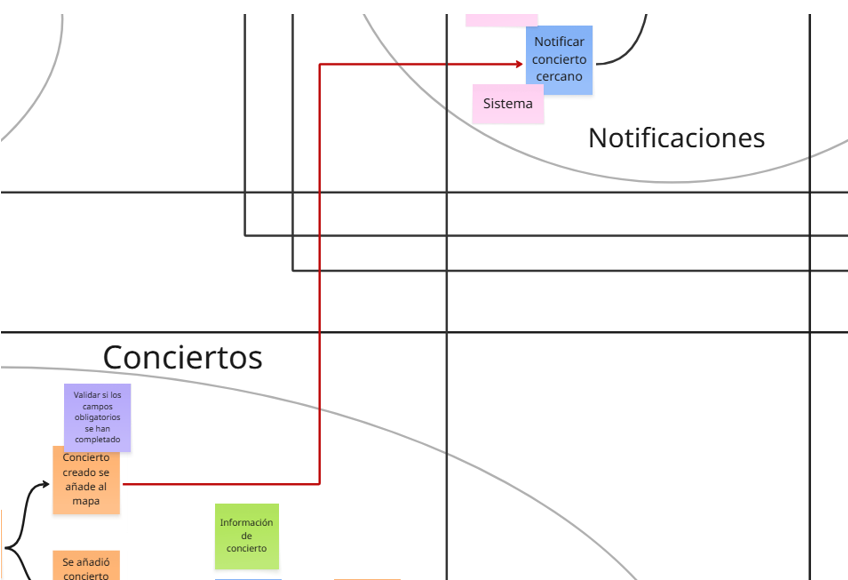 Notificar
concierto
cercano
Sistema
Notificaciones
Conciertos
Validar si los
campos
obligatorios
se han
completado
Concierto
creado se
añade al
mapa
Información
de
concierto
Se añadió
concierto